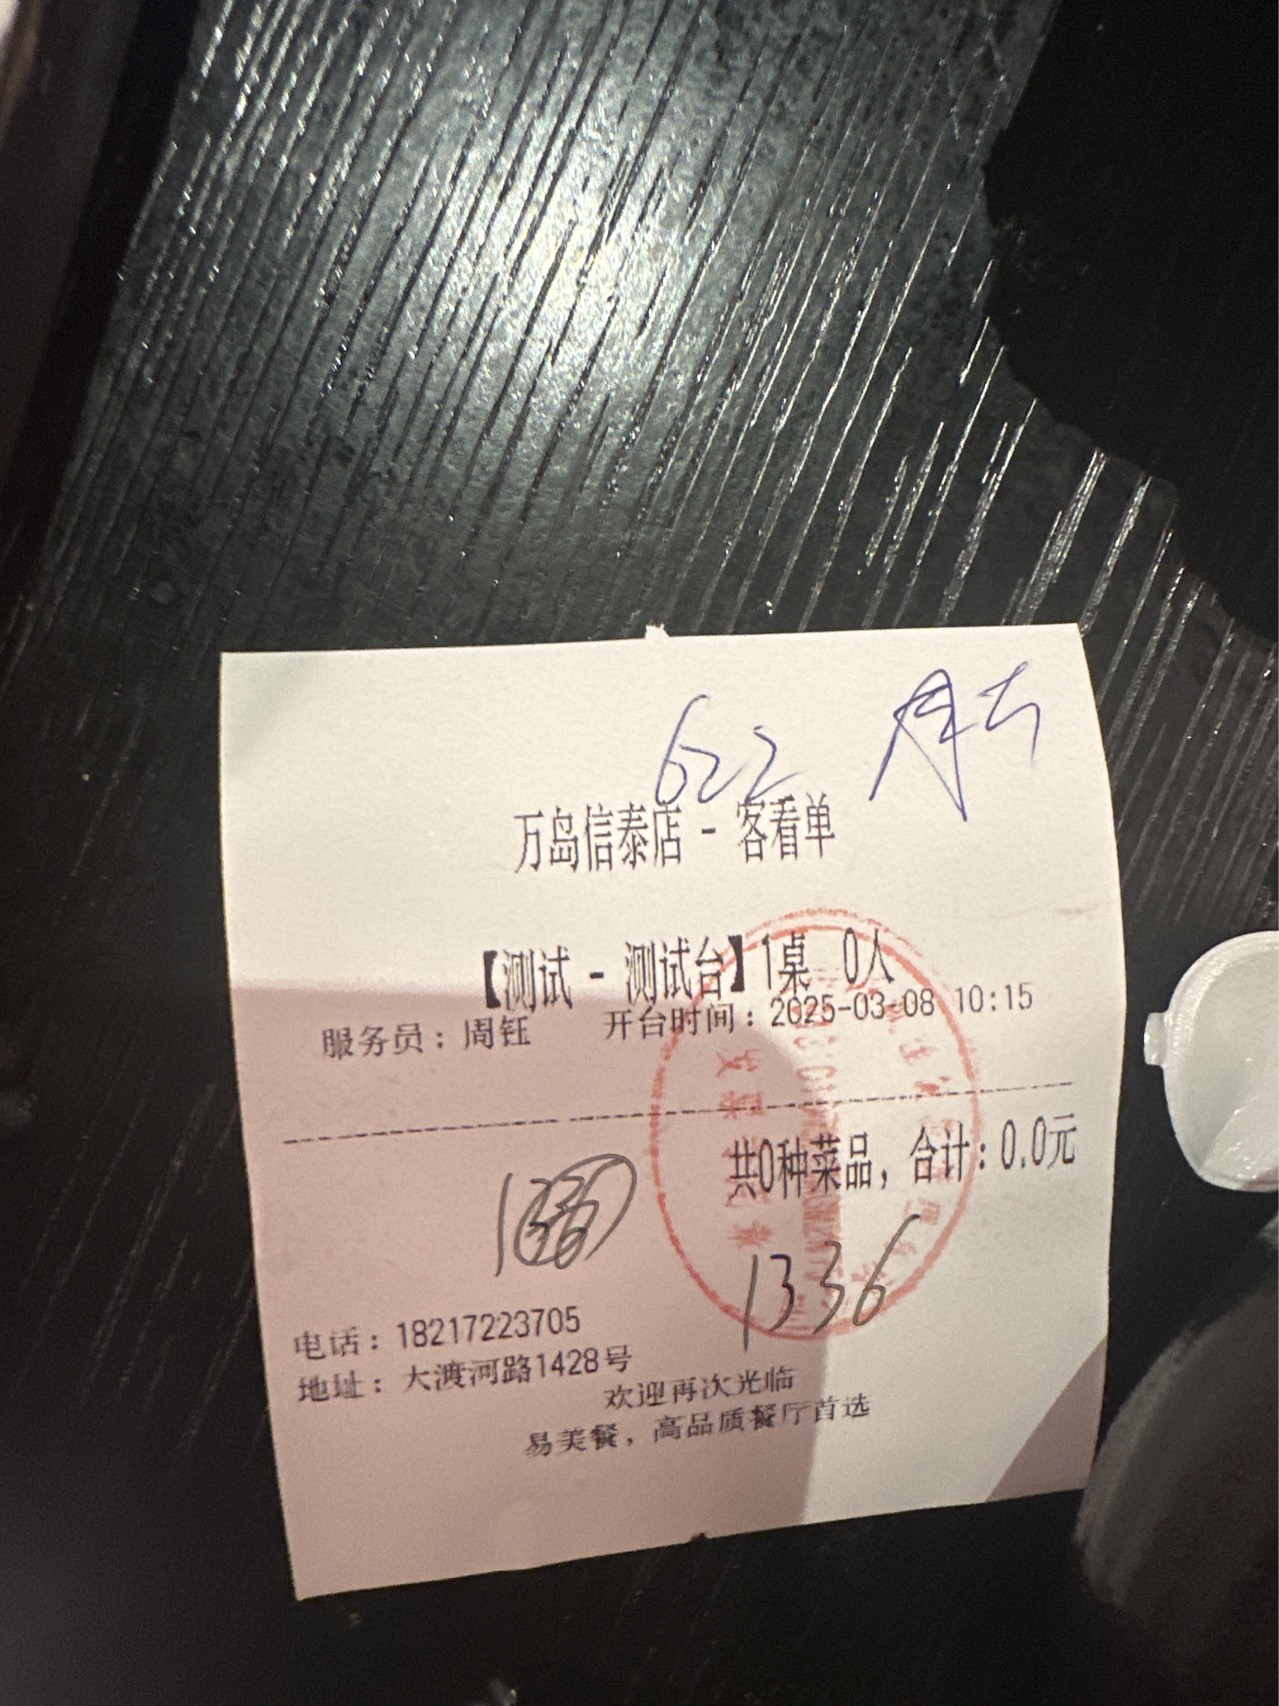 622
万岛信泰店 - 客看单
【测试 - 测试台】1桌 0人
服务员：周钰 开台时间：2025-03-08 10:15
共0种菜品，合计：0.0元
1336
电话：18217223705
地址：大渡河路1428号
欢迎再次光临
易美餐，高品质餐厅首选